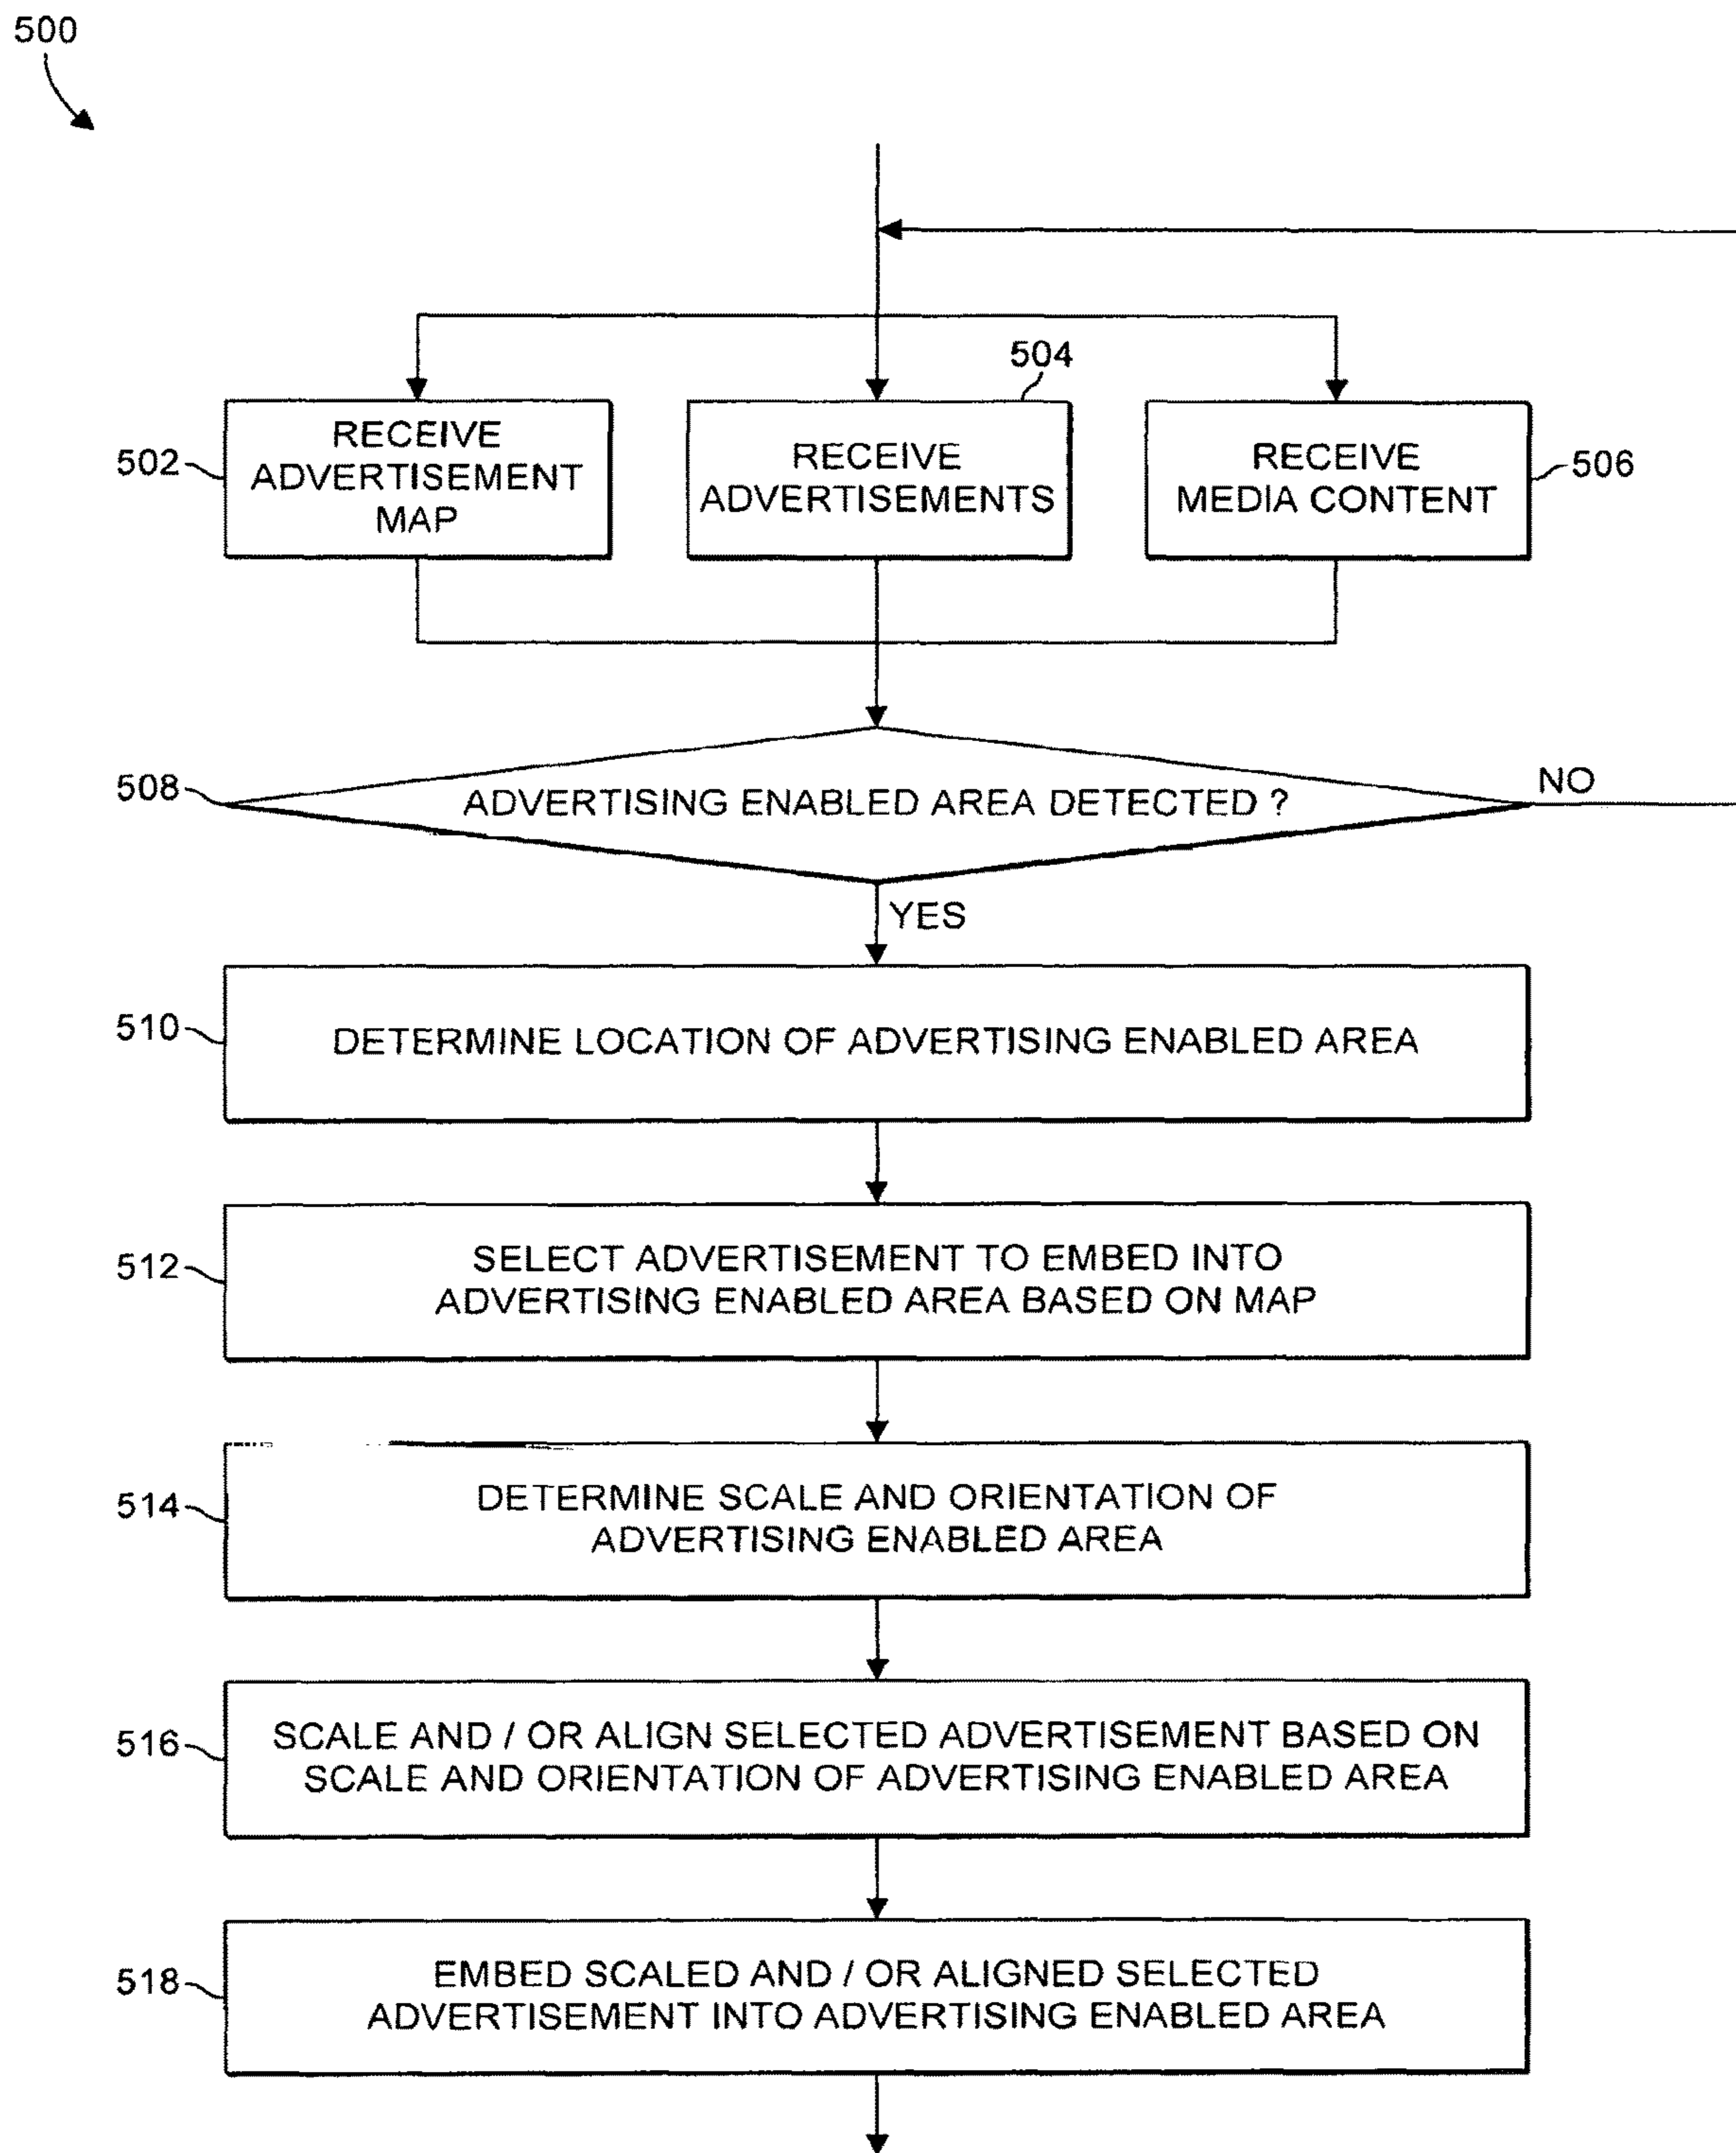 500
504
502
RECEIVE
ADVERTISEMENT
MAP
RECEIVE
ADVERTISEMENTS
RECEIVE
MEDIA CONTENT
506
508
ADVERTISING ENABLED AREA DETECTED ?
NO
YES
510
DETERMINE LOCATION OF ADVERTISING ENABLED AREA
512
SELECT ADVERTISEMENT TO EMBED INTO
ADVERTISING ENABLED AREA BASED ON MAP
514
DETERMINE SCALE AND ORIENTATION OF
ADVERTISING ENABLED AREA
516
SCALE AND / OR ALIGN SELECTED ADVERTISEMENT BASED ON
SCALE AND ORIENTATION OF ADVERTISING ENABLED AREA
518
EMBED SCALED AND / OR ALIGNED SELECTED
ADVERTISEMENT INTO ADVERTISING ENABLED AREA